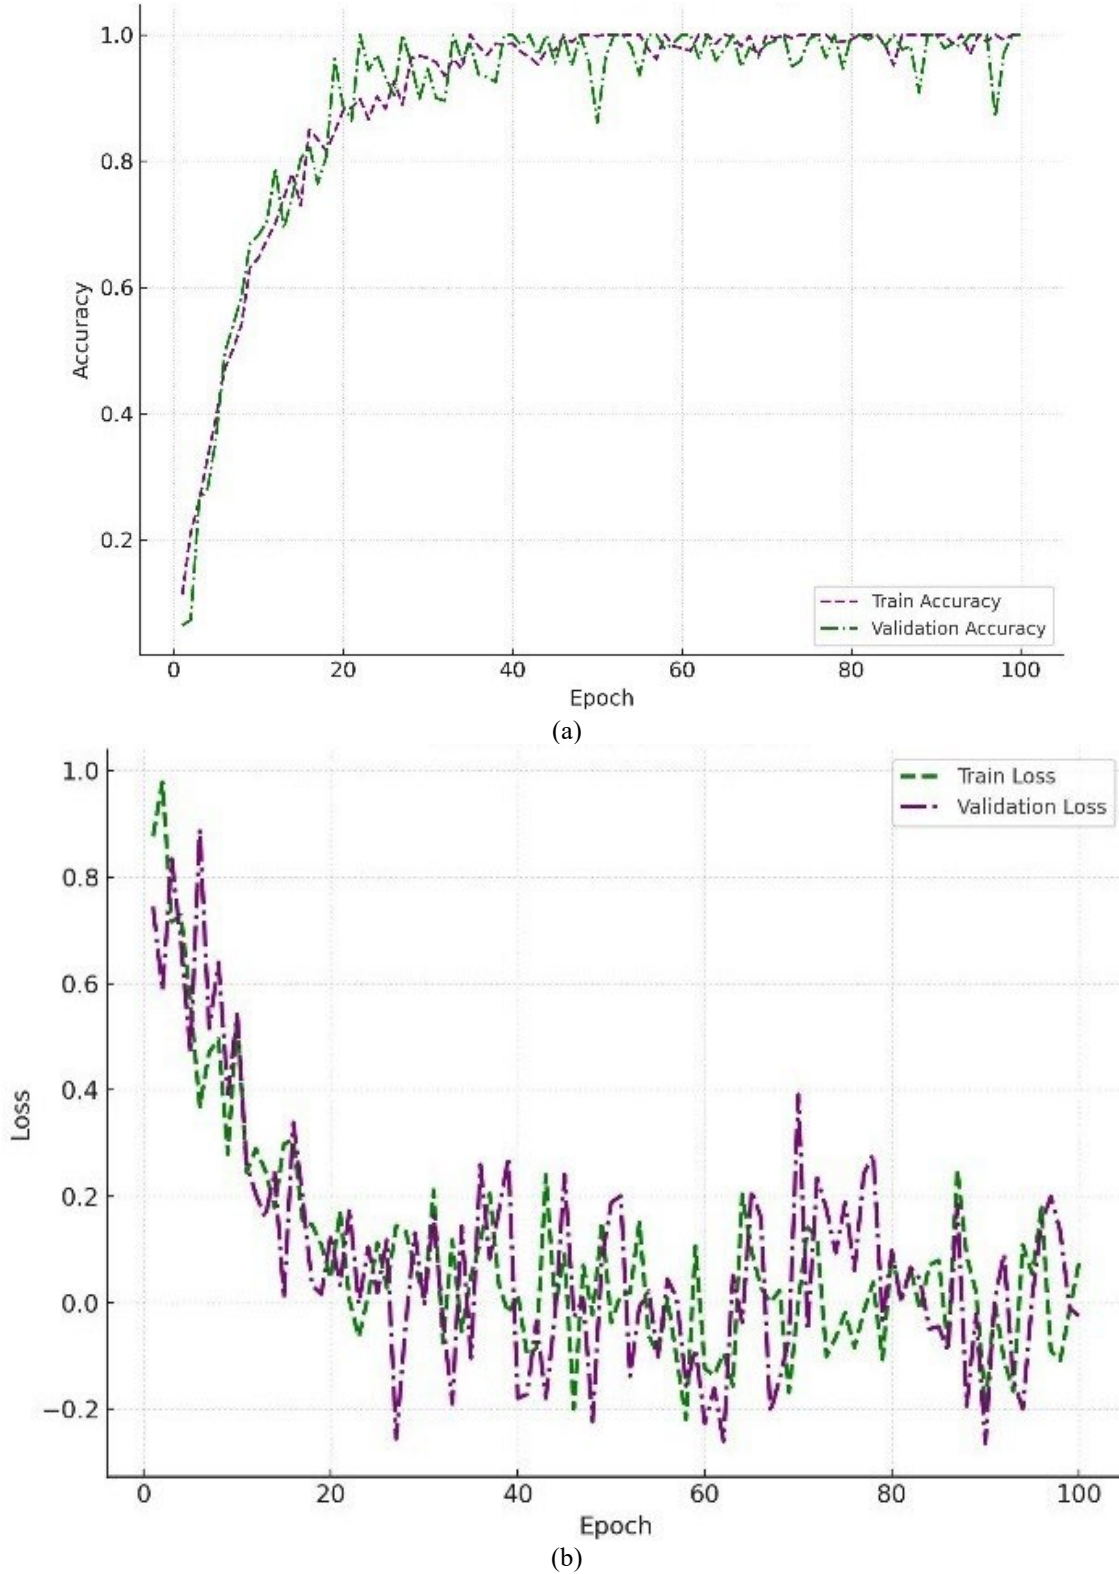 1.0
0.8
0.6
0.4
0.2
Accuracy
Train Accuracy
Validation Accuracy
0 20 40 60 80 100
Epoch
(a)
1.0
0.8
0.6
0.4
0.2
0.0
−0.2
Loss
Train Loss
Validation Loss
0 20 40 60 80 100
Epoch
(b)